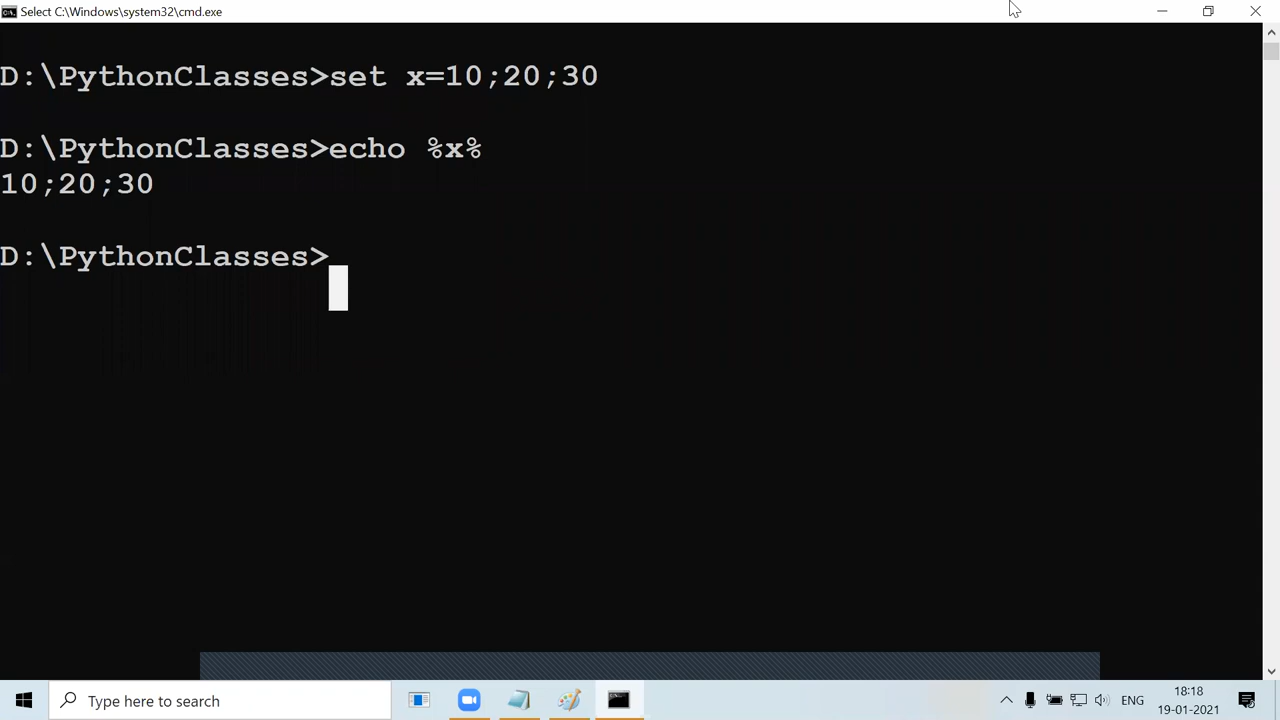 Select C:\Windows\system32\cmd.exe
D:\PythonClasses>set x=10;20;30
D:\PythonClasses>echo %x%
10;20;30
D:\PythonClasses>
Type here to search
ENG
18:18
19-01-2021